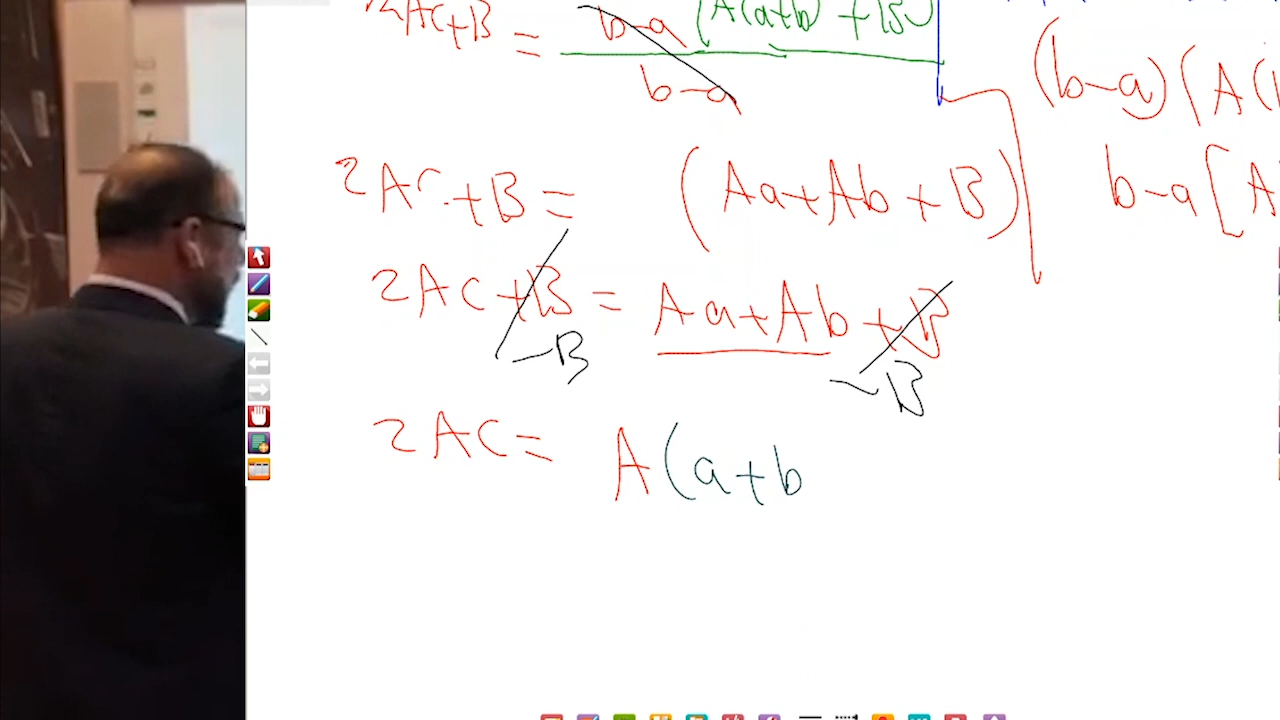 2Ac+B = b-a (A(a+b) + B)
b-a
(b-a) (A(
2Ac+B = (Aa+Ab+B)
b-a [A
2Ac+B = Aa+Ab+B
-B -B
2Ac= A(a+b